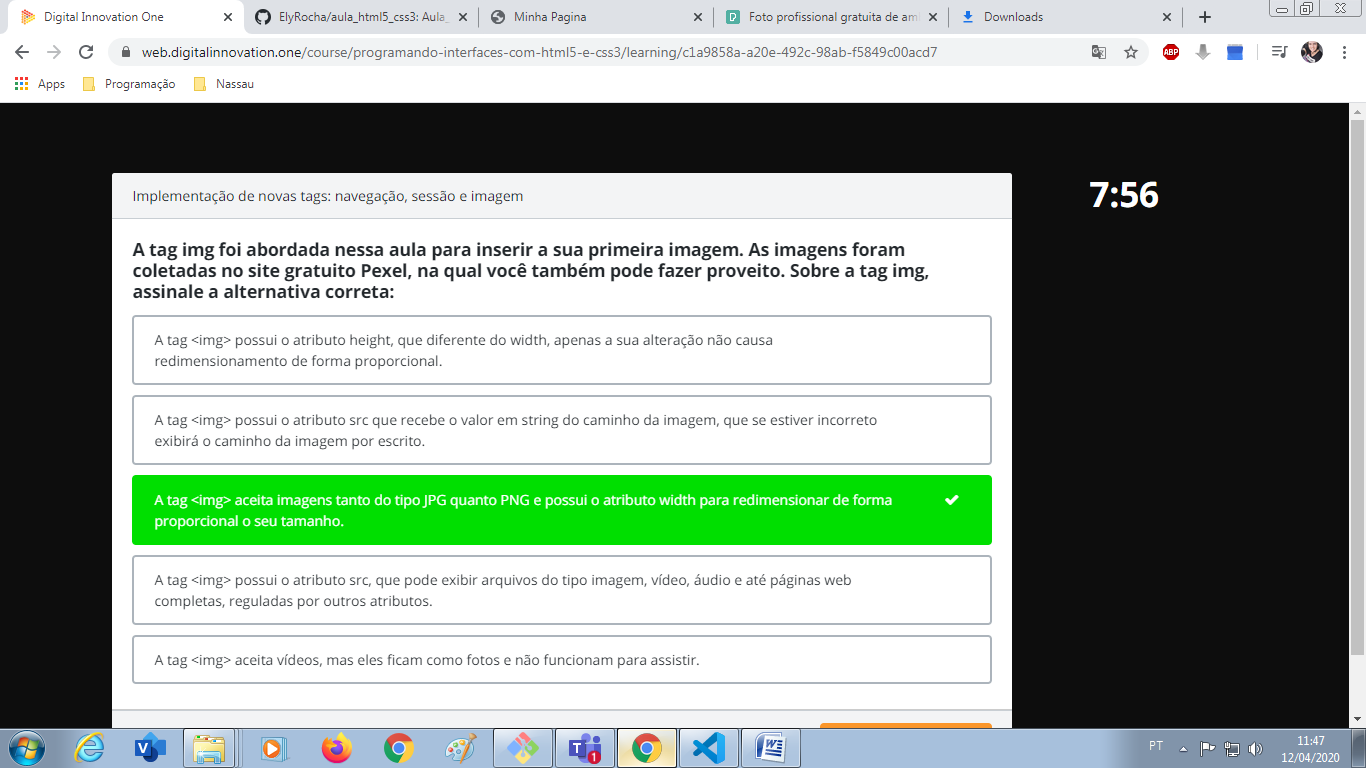 Digital Innovation One
ElyRocha/aula_html5_css3: Aula_
Minha Pagina
Foto profissional gratuita de am
Downloads
web.digitalinnovation.one/course/programando-interfaces-com-html5-e-css3/learning/c1a9858a-a20e-492c-98ab-f5849c00acd7
ABP
Apps
Programação
Nassau
Implementação de novas tags: navegação, sessão e imagem
7:56
A tag img foi abordada nessa aula para inserir a sua primeira imagem. As imagens foram
coletadas no site gratuito Pexel, na qual você também pode fazer proveito. Sobre a tag img,
assinale a alternativa correta:
A tag <img> possui o atributo height, que diferente do width, apenas a sua alteração não causa
redimensionamento de forma proporcional.
A tag <img> possui o atributo src que recebe o valor em string do caminho da imagem, que se estiver incorreto
exibirá o caminho da imagem por escrito.
A tag <img> aceita imagens tanto do tipo JPG quanto PNG e possui o atributo width para redimensionar de forma
proporcional o seu tamanho.
A tag <img> possui o atributo src, que pode exibir arquivos do tipo imagem, vídeo, áudio e até páginas web
completas, reguladas por outros atributos.
A tag <img> aceita vídeos, mas eles ficam como fotos e não funcionam para assistir.
PT
11:47
12/04/2020